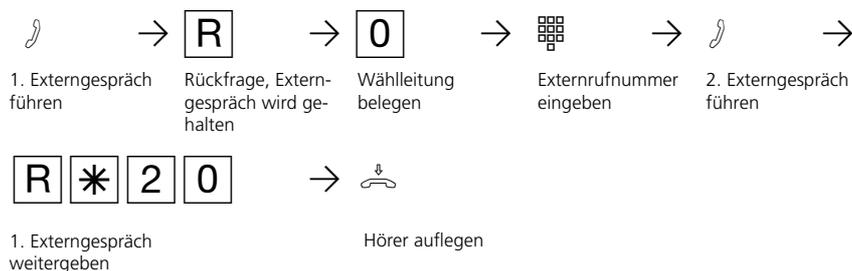 R 0
1. Externgespräch führen
Rückfrage, Extern-
gespräch wird ge-
halten
Wählleitung
belegen
Externrufnummer
eingeben
2. Externgespräch
führen
R * 2 0
1. Externgespräch
weitergeben
Hörer auflegen